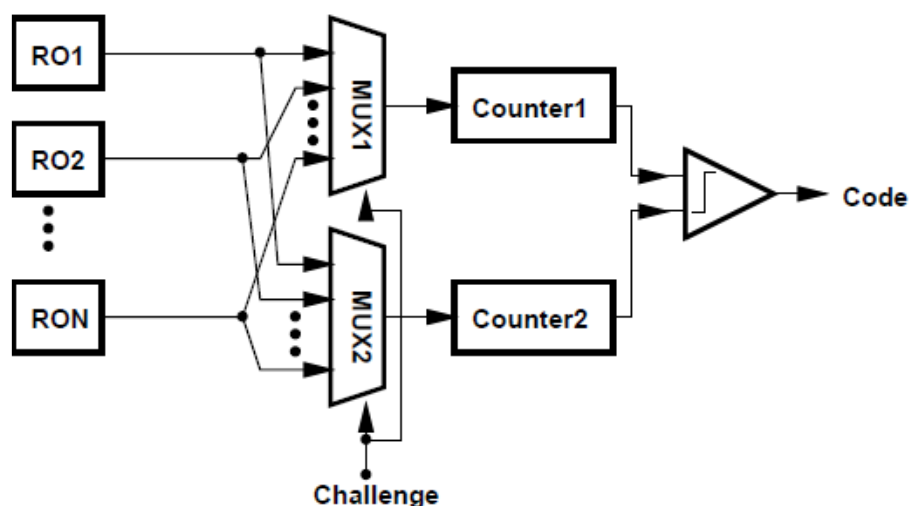 RO1
MUX1
Counter1
RO2
Code
RON
MUX2
Counter2
Challenge